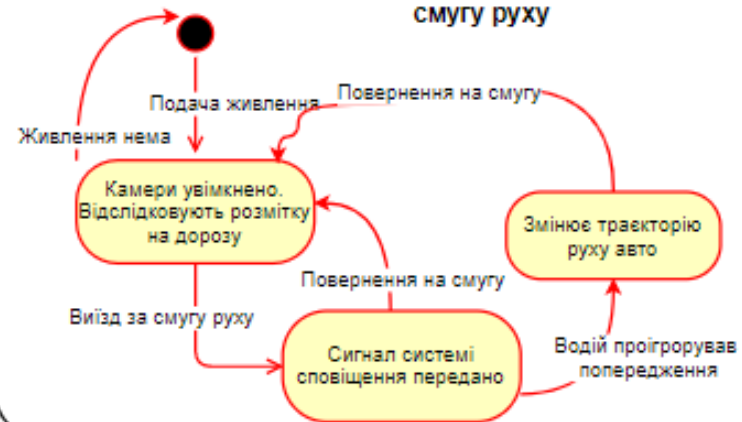 смугу руху
Подача живлення
Повернення на смугу
Живлення нема
Камери увімкнено.
Відслідковують розмітку
на дорозу
Змінює траєкторію
руху авто
Повернення на смугу
Виїзд за смугу руху
Сигнал системі
сповіщення передано
Водій проігрорував
попередження